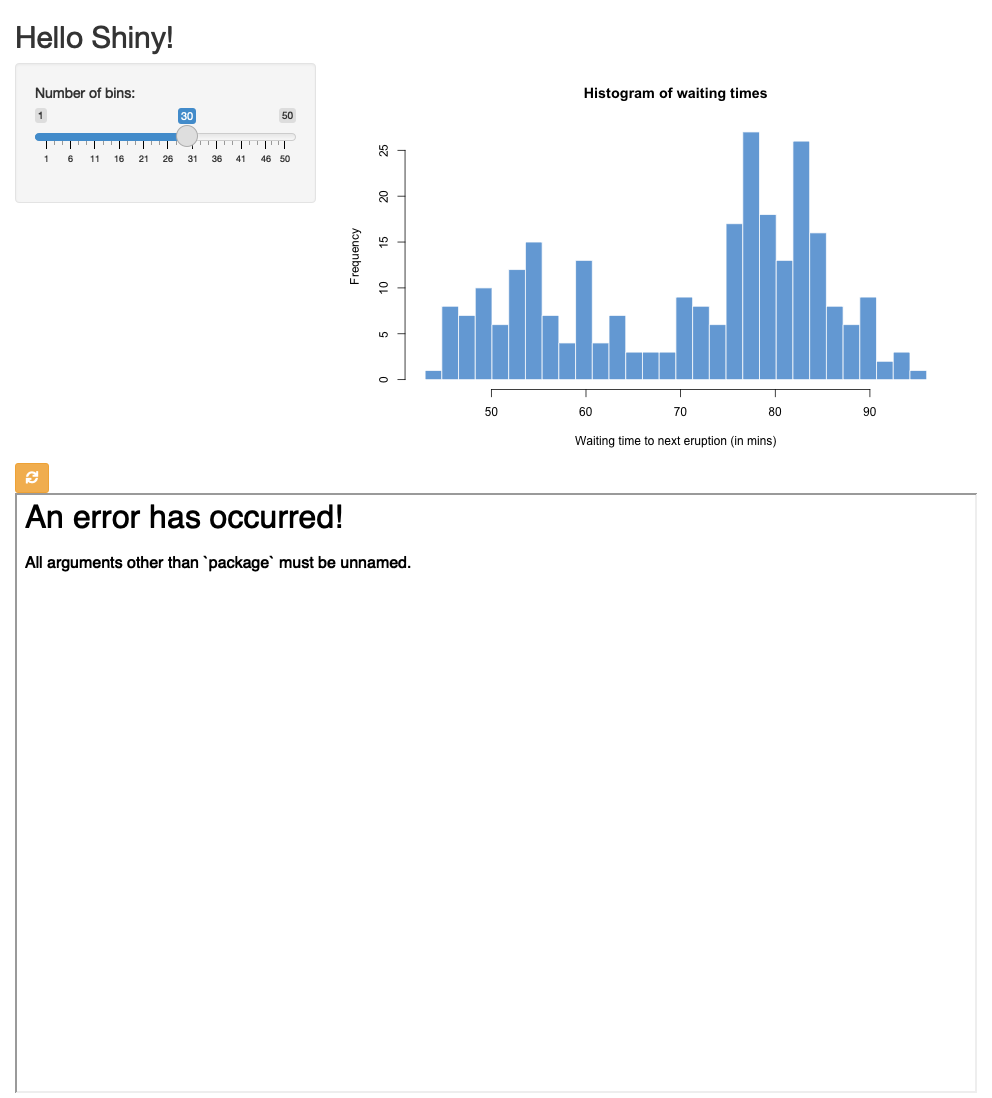 Hello Shiny!
Number of bins:
1 30 50
1 6 11 16 21 26 31 36 41 46 50
Histogram of waiting times
Frequency
25
20
15
10
5
0
50 60 70 80 90
Waiting time to next eruption (in mins)
An error has occurred!
All arguments other than `package` must be unnamed.